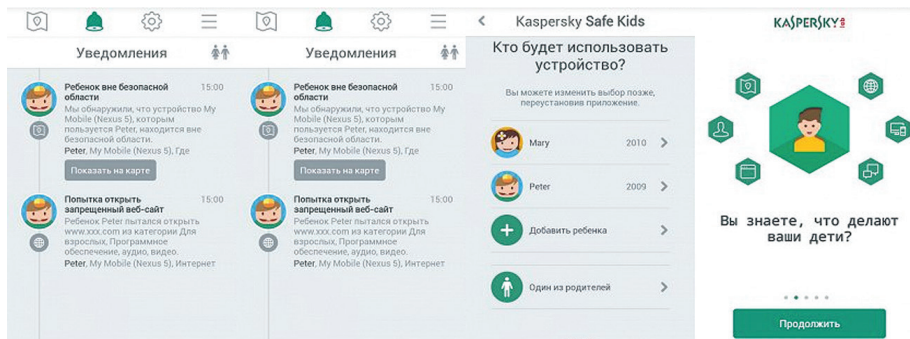 Уведомления
Ребенок вне безопасной
области
15:00
Мы обнаружили, что устройство My
Mobile (Nexus 5), которым
пользуется Peter, находится вне
безопасной области.
Peter, My Mobile (Nexus 5), Где
Показать на карте
Попытка открыть
запрещенный веб-сайт
15:00
Ребенок Peter пытался открыть
www.xxx.com из категории Для
взрослых, Программное
обеспечение, аудио, видео.
Peter, My Mobile (Nexus 5), Интернет
Уведомления
Ребенок вне безопасной
области
15:00
Мы обнаружили, что устройство My
Mobile (Nexus 5), которым
пользуется Peter, находится вне
безопасной области.
Peter, My Mobile (Nexus 5), Где
Показать на карте
Попытка открыть
запрещенный веб-сайт
15:00
Ребенок Peter пытался открыть
www.xxx.com из категории Для
взрослых, Программное
обеспечение, аудио, видео.
Peter, My Mobile (Nexus 5), Интернет
Kaspersky Safe Kids
Кто будет использовать
устройство?
Вы можете изменить выбор позже,
переустановив приложение.
Mary 2010
Peter 2009
Добавить ребенка
Один из родителей
KASPERSKY
Вы знаете, что делают
ваши дети?
Продолжить